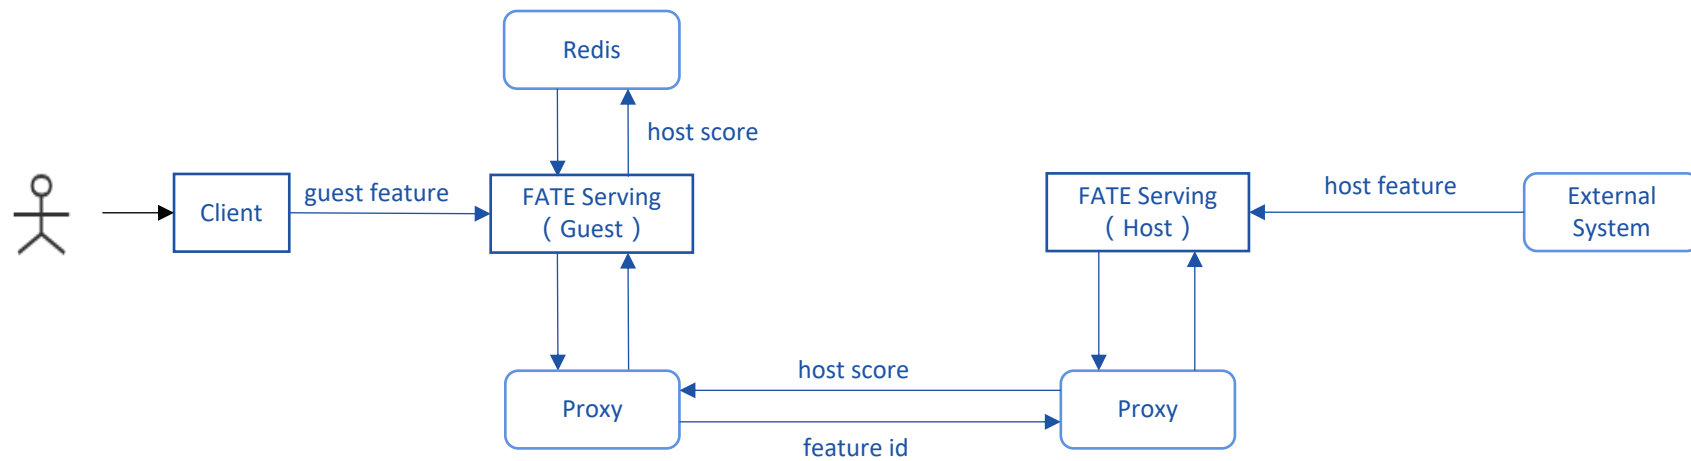 Redis
host score
Client
guest feature
FATE Serving
( Guest )
FATE Serving
( Host )
host feature
External
System
Proxy
host score
feature id
Proxy